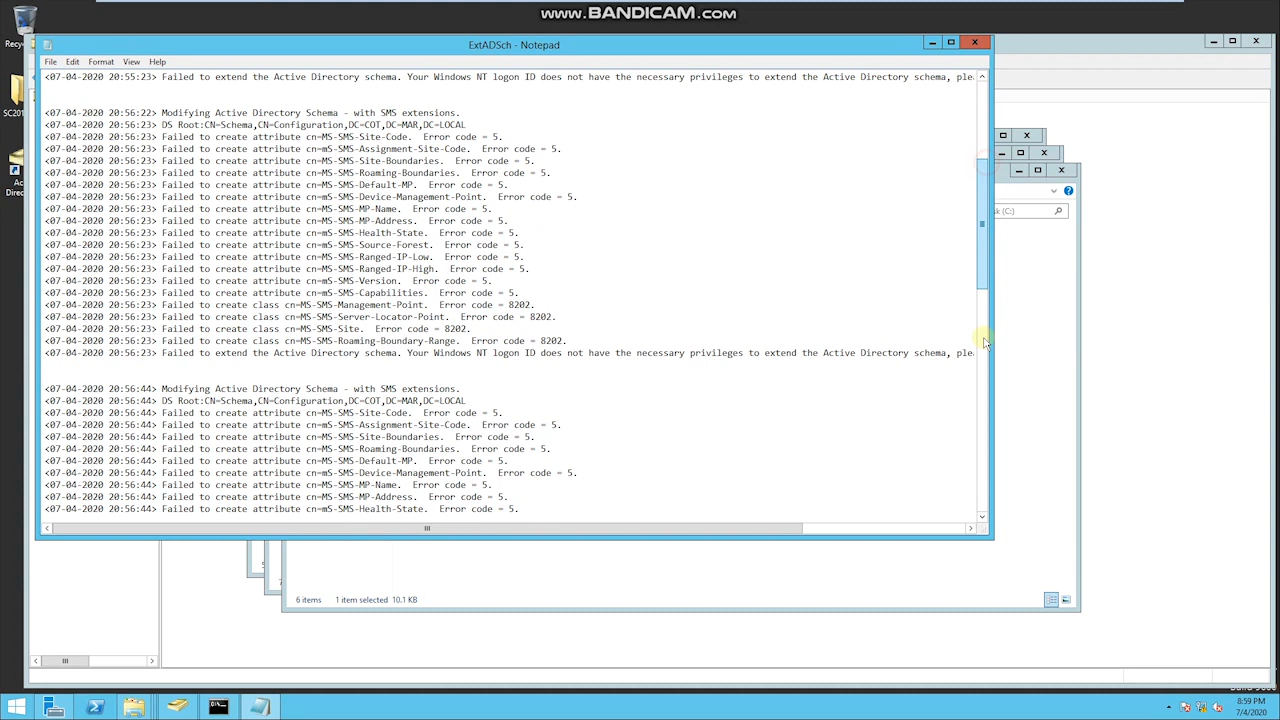 www.BANDICAM.com
Recy
SC201
Ac
Direc
ExtADSch - Notepad
File Edit Format View Help
<07-04-2020 20:55:23> Failed to extend the Active Directory schema. Your Windows NT logon ID does not have the necessary privileges to extend the Active Directory schema, plea
<07-04-2020 20:56:22> Modifying Active Directory Schema - with SMS extensions.
<07-04-2020 20:56:23> DS Root:CN=Schema,CN=Configuration,DC=COT,DC=MAR,DC=LOCAL
<07-04-2020 20:56:23> Failed to create attribute cn=MS-SMS-Site-Code.  Error code = 5.
<07-04-2020 20:56:23> Failed to create attribute cn=mS-SMS-Assignment-Site-Code.  Error code = 5.
<07-04-2020 20:56:23> Failed to create attribute cn=MS-SMS-Site-Boundaries.  Error code = 5.
<07-04-2020 20:56:23> Failed to create attribute cn=MS-SMS-Roaming-Boundaries.  Error code = 5.
<07-04-2020 20:56:23> Failed to create attribute cn=MS-SMS-Default-MP.  Error code = 5.
<07-04-2020 20:56:23> Failed to create attribute cn=mS-SMS-Device-Management-Point.  Error code = 5.
<07-04-2020 20:56:23> Failed to create attribute cn=MS-SMS-MP-Name.  Error code = 5.
<07-04-2020 20:56:23> Failed to create attribute cn=MS-SMS-MP-Address.  Error code = 5.
<07-04-2020 20:56:23> Failed to create attribute cn=mS-SMS-Health-State.  Error code = 5.
<07-04-2020 20:56:23> Failed to create attribute cn=mS-SMS-Source-Forest.  Error code = 5.
<07-04-2020 20:56:23> Failed to create attribute cn=MS-SMS-Ranged-IP-Low.  Error code = 5.
<07-04-2020 20:56:23> Failed to create attribute cn=MS-SMS-Ranged-IP-High.  Error code = 5.
<07-04-2020 20:56:23> Failed to create attribute cn=mS-SMS-Version.  Error code = 5.
<07-04-2020 20:56:23> Failed to create attribute cn=mS-SMS-Capabilities.  Error code = 5.
<07-04-2020 20:56:23> Failed to create class cn=MS-SMS-Management-Point.  Error code = 8202.
<07-04-2020 20:56:23> Failed to create class cn=MS-SMS-Server-Locator-Point.  Error code = 8202.
<07-04-2020 20:56:23> Failed to create class cn=MS-SMS-Site.  Error code = 8202.
<07-04-2020 20:56:23> Failed to create class cn=MS-SMS-Roaming-Boundary-Range.  Error code = 8202.
<07-04-2020 20:56:23> Failed to extend the Active Directory schema. Your Windows NT logon ID does not have the necessary privileges to extend the Active Directory schema, plea
<07-04-2020 20:56:44> Modifying Active Directory Schema - with SMS extensions.
<07-04-2020 20:56:44> DS Root:CN=Schema,CN=Configuration,DC=COT,DC=MAR,DC=LOCAL
<07-04-2020 20:56:44> Failed to create attribute cn=MS-SMS-Site-Code.  Error code = 5.
<07-04-2020 20:56:44> Failed to create attribute cn=mS-SMS-Assignment-Site-Code.  Error code = 5.
<07-04-2020 20:56:44> Failed to create attribute cn=MS-SMS-Site-Boundaries.  Error code = 5.
<07-04-2020 20:56:44> Failed to create attribute cn=MS-SMS-Roaming-Boundaries.  Error code = 5.
<07-04-2020 20:56:44> Failed to create attribute cn=MS-SMS-Default-MP.  Error code = 5.
<07-04-2020 20:56:44> Failed to create attribute cn=mS-SMS-Device-Management-Point.  Error code = 5.
<07-04-2020 20:56:44> Failed to create attribute cn=MS-SMS-MP-Name.  Error code = 5.
<07-04-2020 20:56:44> Failed to create attribute cn=MS-SMS-MP-Address.  Error code = 5.
<07-04-2020 20:56:44> Failed to create attribute cn=mS-SMS-Health-State.  Error code = 5.
sk (C:)
6 items 1 item selected 10.1 KB
8:59 PM
7/4/2020